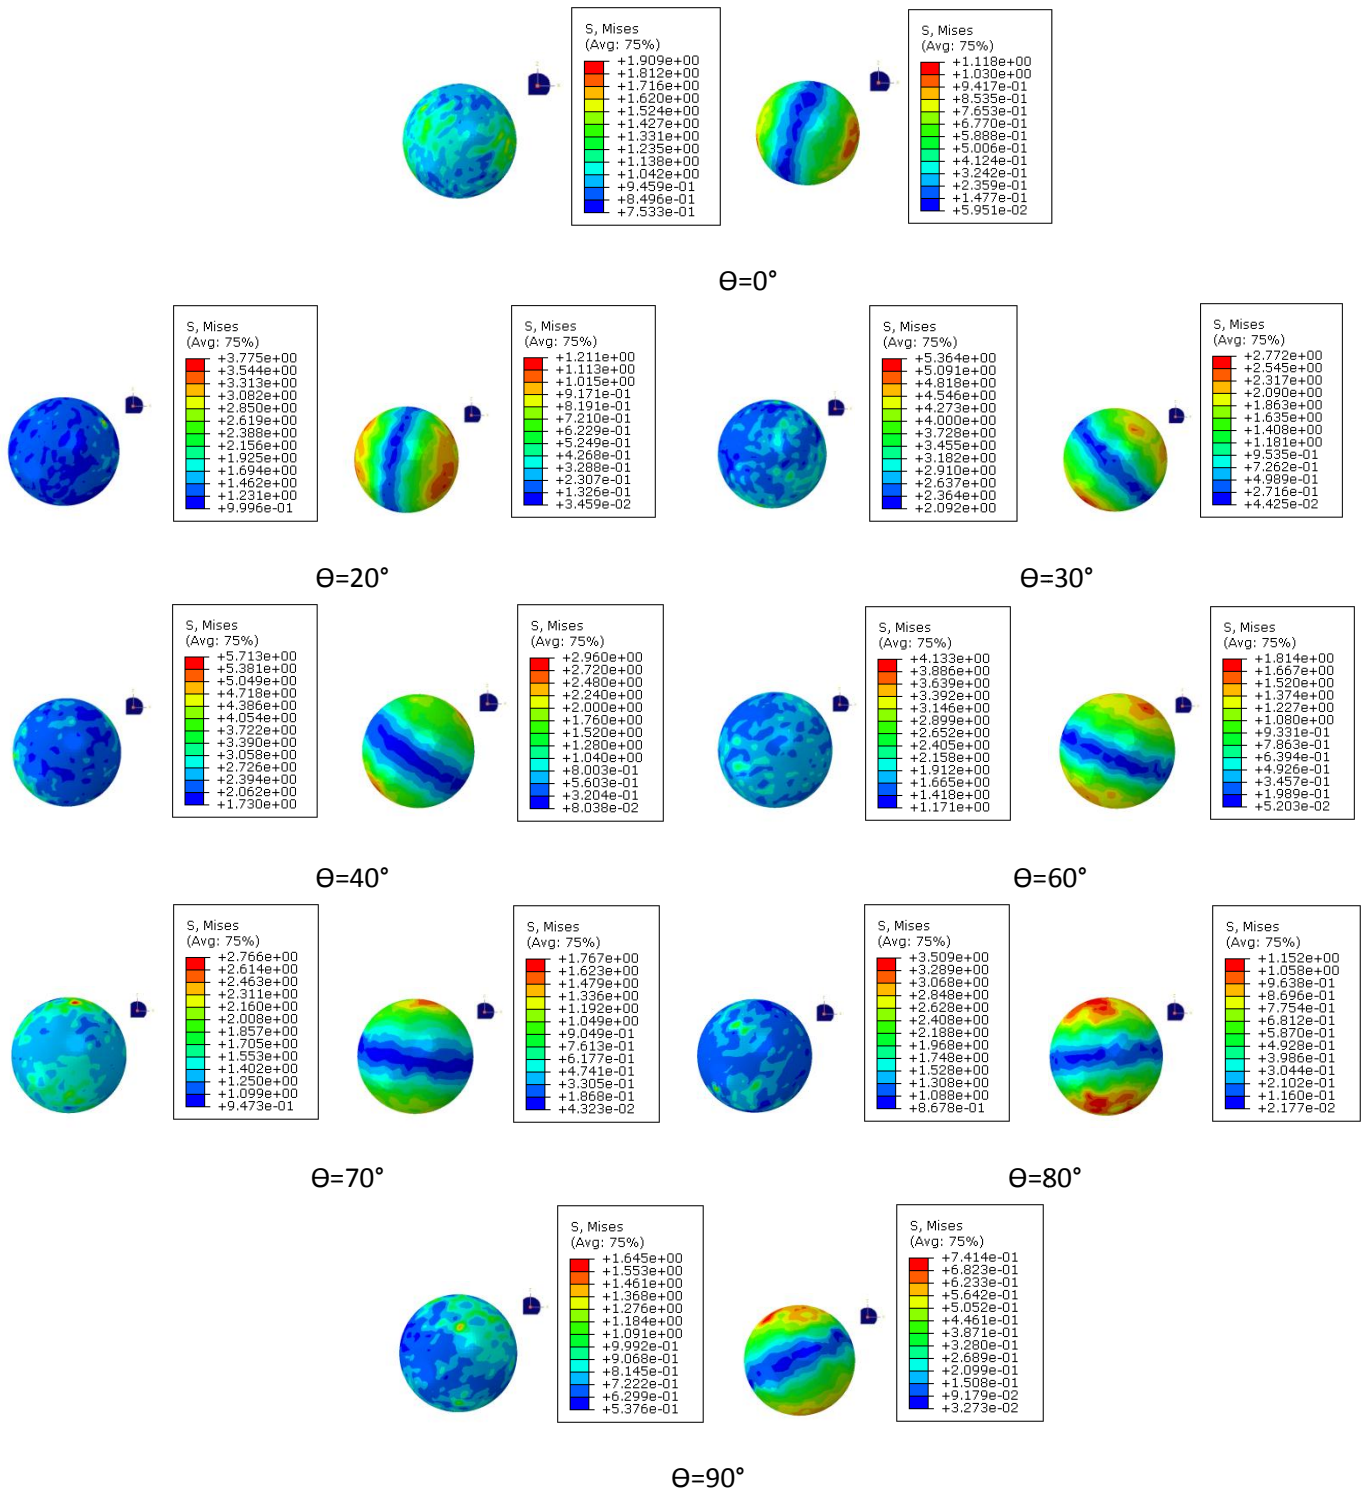 S, Mises
(Avg: 75%)
+1.909e+00
+1.812e+00
+1.716e+00
+1.620e+00
+1.524e+00
+1.427e+00
+1.331e+00
+1.235e+00
+1.138e+00
+1.042e+00
+9.459e-01
+8.496e-01
+7.533e-01
S, Mises
(Avg: 75%)
+1.118e+00
+1.030e+00
+9.417e-01
+8.535e-01
+7.653e-01
+6.770e-01
+5.888e-01
+5.006e-01
+4.124e-01
+3.242e-01
+2.359e-01
+1.477e-01
+5.951e-02
Θ=0°
S, Mises
(Avg: 75%)
+3.775e+00
+3.544e+00
+3.313e+00
+3.082e+00
+2.850e+00
+2.619e+00
+2.388e+00
+2.156e+00
+1.925e+00
+1.694e+00
+1.462e+00
+1.231e+00
+9.996e-01
S, Mises
(Avg: 75%)
+1.211e+00
+1.113e+00
+1.015e+00
+9.171e-01
+8.191e-01
+7.210e-01
+6.229e-01
+5.249e-01
+4.268e-01
+3.288e-01
+2.307e-01
+1.326e-01
+3.459e-02
Θ=20°
S, Mises
(Avg: 75%)
+5.364e+00
+5.091e+00
+4.818e+00
+4.546e+00
+4.273e+00
+4.000e+00
+3.728e+00
+3.455e+00
+3.182e+00
+2.910e+00
+2.637e+00
+2.364e+00
+2.092e+00
S, Mises
(Avg: 75%)
+2.772e+00
+2.545e+00
+2.317e+00
+2.090e+00
+1.863e+00
+1.635e+00
+1.408e+00
+1.181e+00
+9.535e-01
+7.262e-01
+4.989e-01
+2.716e-01
+4.425e-02
Θ=30°
S, Mises
(Avg: 75%)
+5.713e+00
+5.381e+00
+5.049e+00
+4.718e+00
+4.386e+00
+4.054e+00
+3.722e+00
+3.390e+00
+3.058e+00
+2.726e+00
+2.394e+00
+2.062e+00
+1.730e+00
S, Mises
(Avg: 75%)
+2.960e+00
+2.720e+00
+2.480e+00
+2.240e+00
+2.000e+00
+1.760e+00
+1.520e+00
+1.280e+00
+1.040e+00
+8.003e-01
+5.603e-01
+3.204e-01
+8.038e-02
Θ=40°
S, Mises
(Avg: 75%)
+4.133e+00
+3.886e+00
+3.639e+00
+3.392e+00
+3.146e+00
+2.899e+00
+2.652e+00
+2.405e+00
+2.158e+00
+1.912e+00
+1.665e+00
+1.418e+00
+1.171e+00
S, Mises
(Avg: 75%)
+1.814e+00
+1.667e+00
+1.520e+00
+1.374e+00
+1.227e+00
+1.080e+00
+9.331e-01
+7.863e-01
+6.394e-01
+4.926e-01
+3.457e-01
+1.989e-01
+5.203e-02
Θ=60°
S, Mises
(Avg: 75%)
+2.766e+00
+2.614e+00
+2.463e+00
+2.311e+00
+2.160e+00
+2.008e+00
+1.857e+00
+1.705e+00
+1.553e+00
+1.402e+00
+1.250e+00
+1.099e+00
+9.473e-01
S, Mises
(Avg: 75%)
+1.767e+00
+1.623e+00
+1.479e+00
+1.336e+00
+1.192e+00
+1.049e+00
+9.049e-01
+7.613e-01
+6.177e-01
+4.741e-01
+3.305e-01
+1.868e-01
+4.323e-02
Θ=70°
S, Mises
(Avg: 75%)
+3.509e+00
+3.289e+00
+3.068e+00
+2.848e+00
+2.628e+00
+2.408e+00
+2.188e+00
+1.968e+00
+1.748e+00
+1.528e+00
+1.308e+00
+1.088e+00
+8.678e-01
S, Mises
(Avg: 75%)
+1.152e+00
+1.058e+00
+9.638e-01
+8.696e-01
+7.754e-01
+6.812e-01
+5.870e-01
+4.928e-01
+3.986e-01
+3.044e-01
+2.102e-01
+1.160e-01
+2.177e-02
Θ=80°
S, Mises
(Avg: 75%)
+1.645e+00
+1.553e+00
+1.461e+00
+1.368e+00
+1.276e+00
+1.184e+00
+1.091e+00
+9.992e-01
+9.068e-01
+8.145e-01
+7.222e-01
+6.299e-01
+5.376e-01
S, Mises
(Avg: 75%)
+7.414e-01
+6.823e-01
+6.233e-01
+5.642e-01
+5.052e-01
+4.461e-01
+3.871e-01
+3.280e-01
+2.689e-01
+2.099e-01
+1.508e-01
+9.179e-02
+3.273e-02
Θ=90°